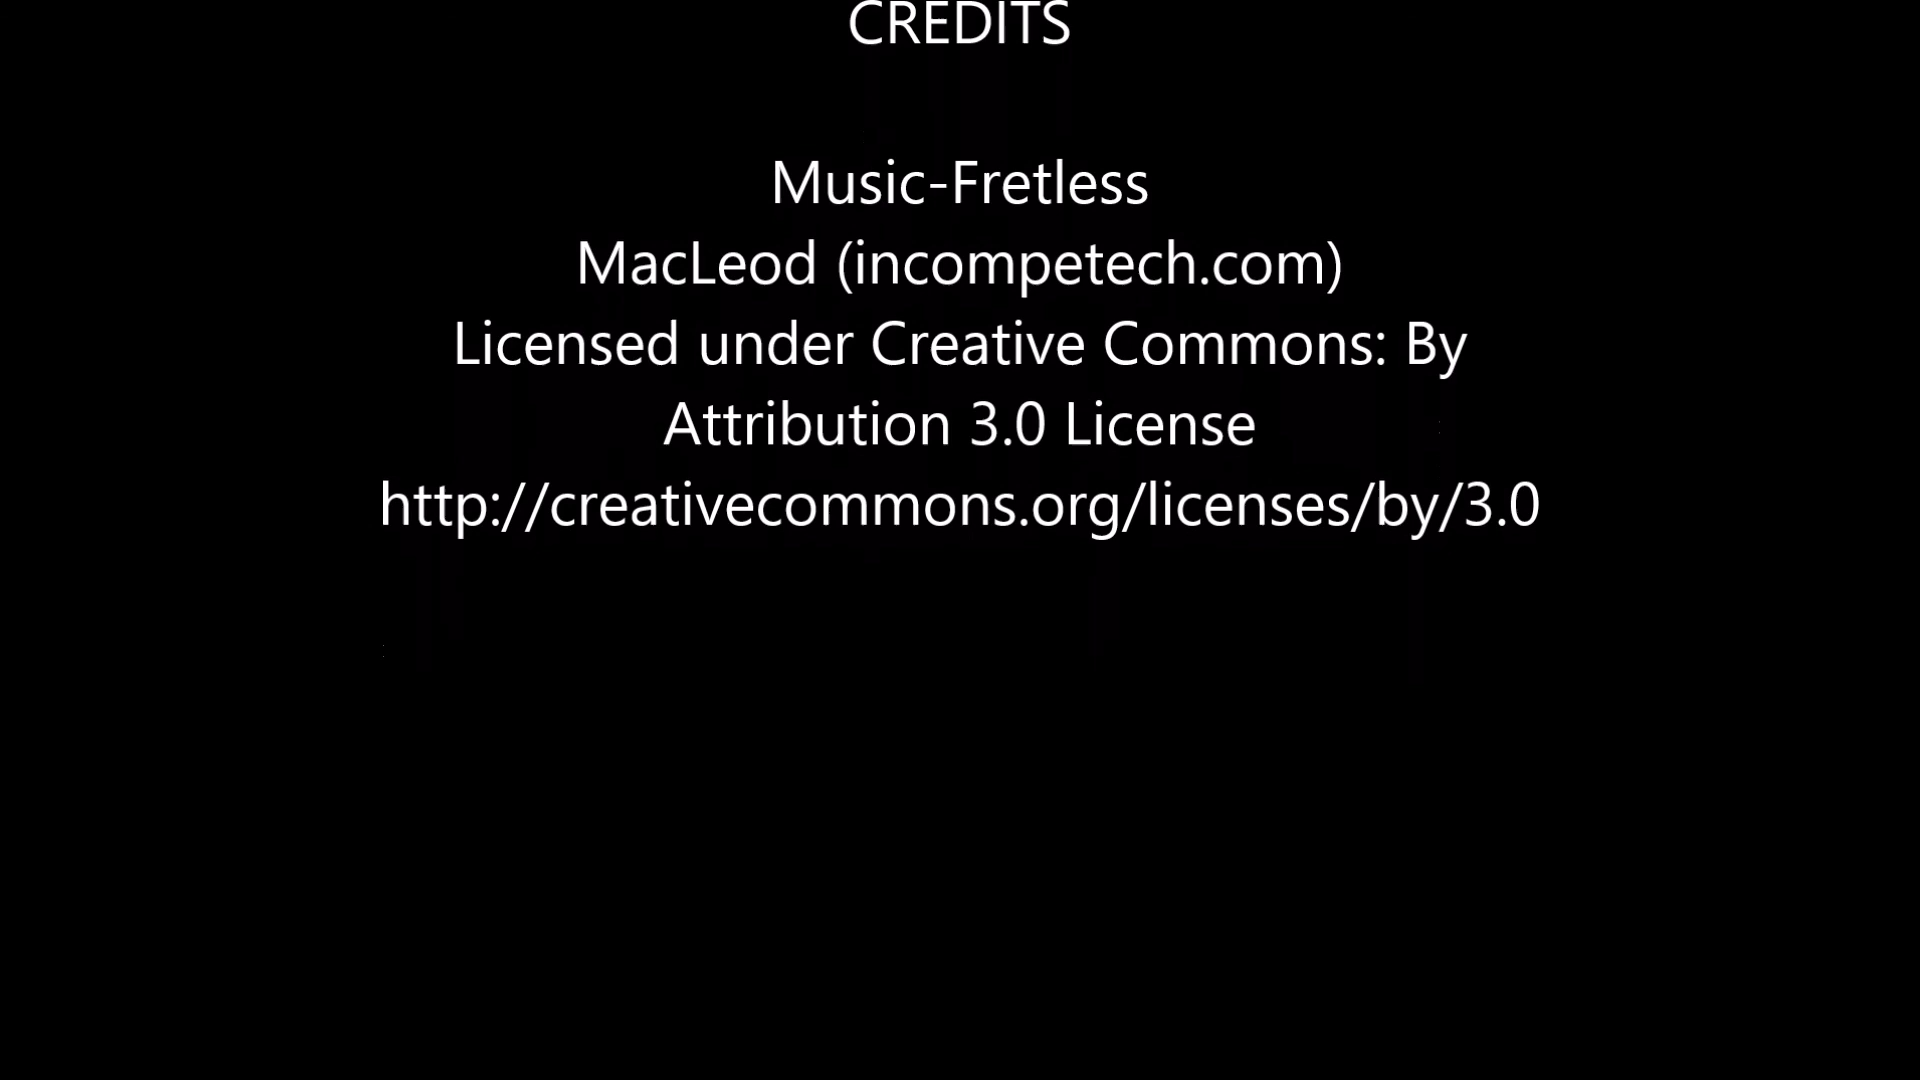 CREDITS
Music-Fretless
MacLeod (incompetech.com)
Licensed under Creative Commons: By
Attribution 3.0 License
http://creativecommons.org/licenses/by/3.0